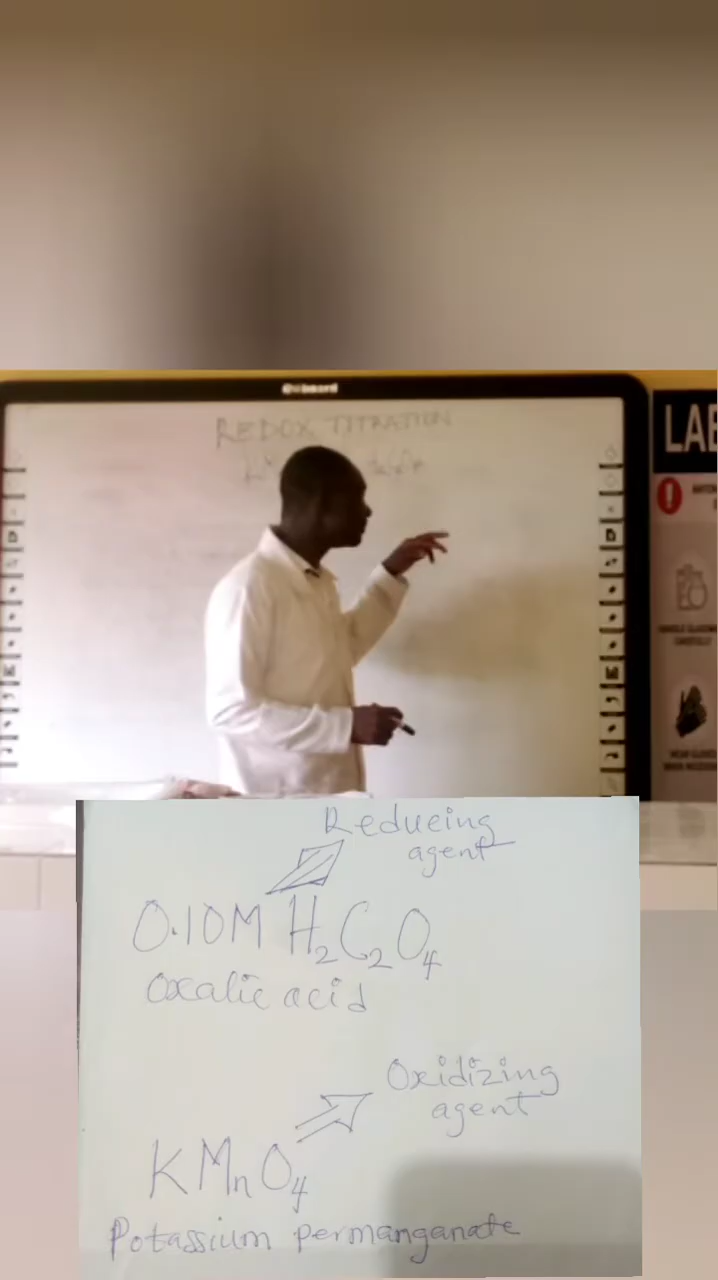 REDOX TITRATION
LAB
D
D
M
M
Reducing
agent
0.10M H₂C₂O₄
Oxalic acid
Oxidizing
agent
KMnO₄
Potassium permanganate